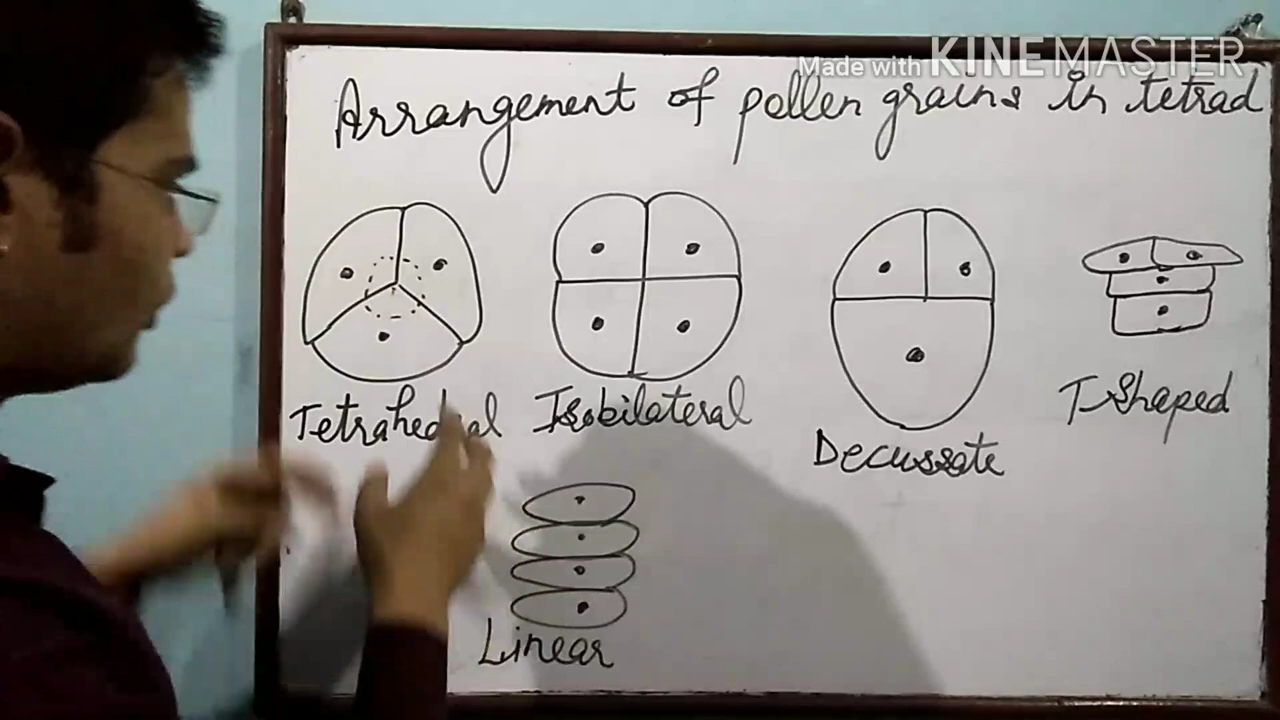 Made with KINEMASTER
Arrangement of pollen grains in tetrad
Tetrahedral
Isobilateral
Decussate
T-Shaped
Linear